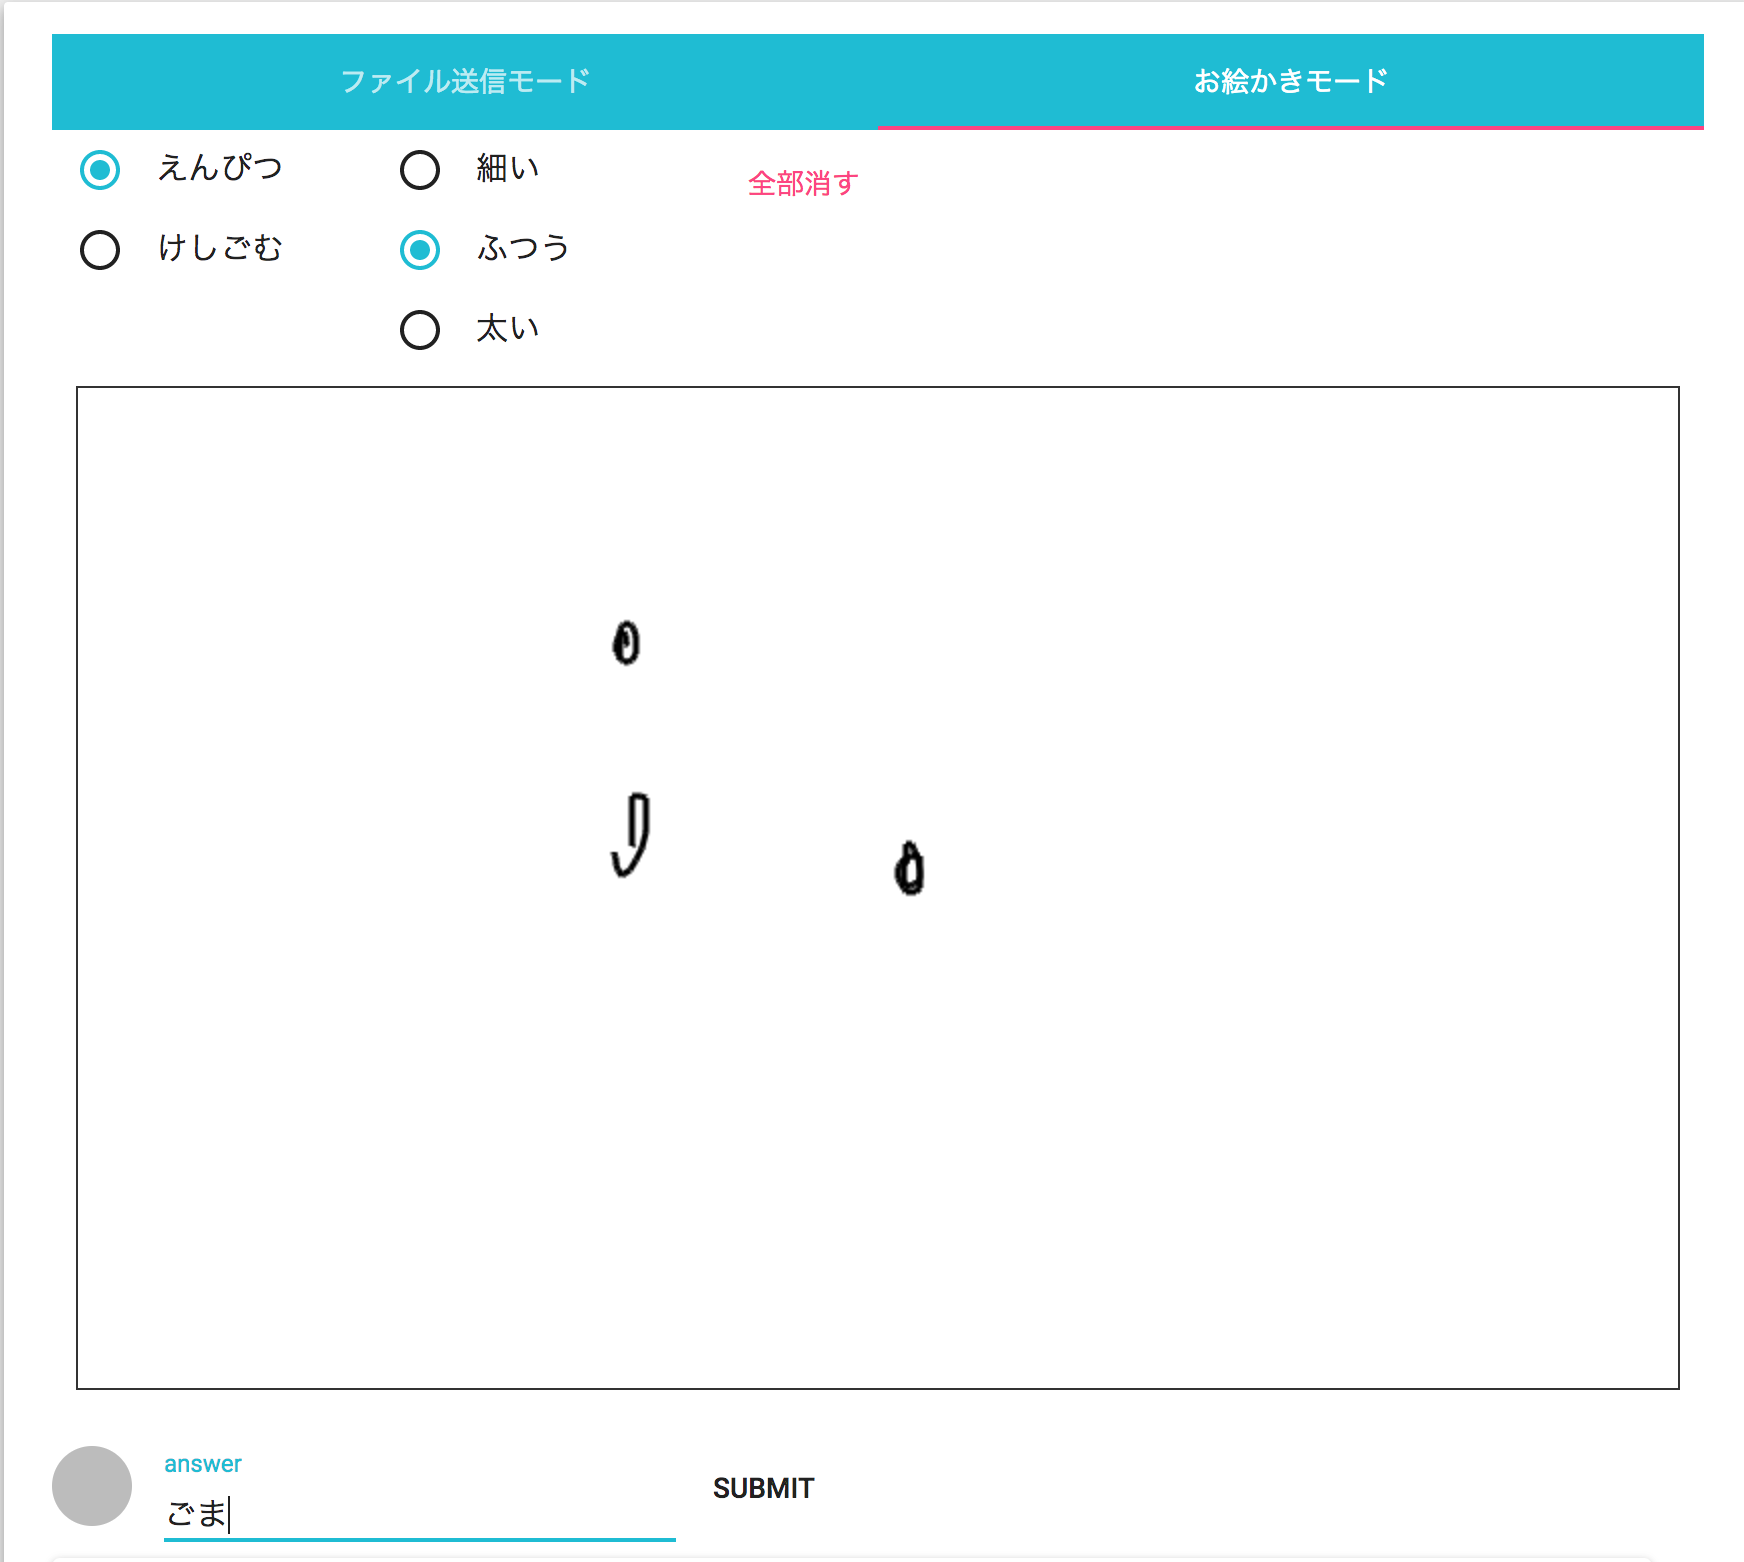 ファイル送信モード お絵かきモード
えんぴつ 細い 全部消す
けしごむ ふつう
太い
answer
ごま SUBMIT